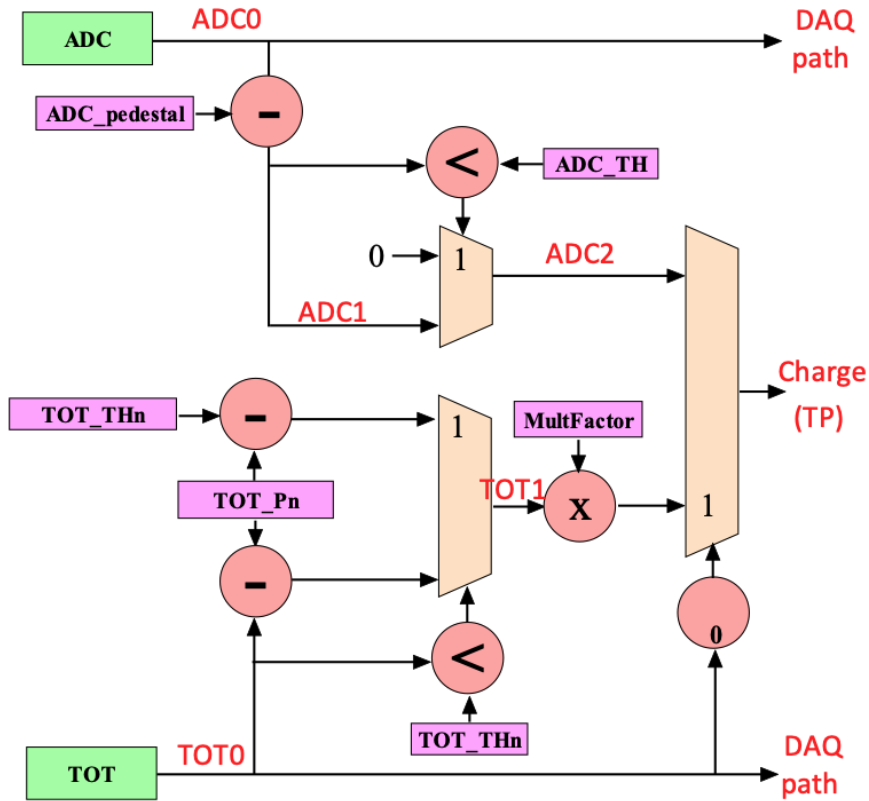 ADC
ADC0
DAQ
path
ADC_pedestal
-
<
ADC_TH
0
1
ADC2
ADC1
TOT_THn
-
1
MultFactor
Charge
(TP)
TOT_Pn
TOT1
X
1
-
<
0
TOT_THn
TOT
TOT0
DAQ
path